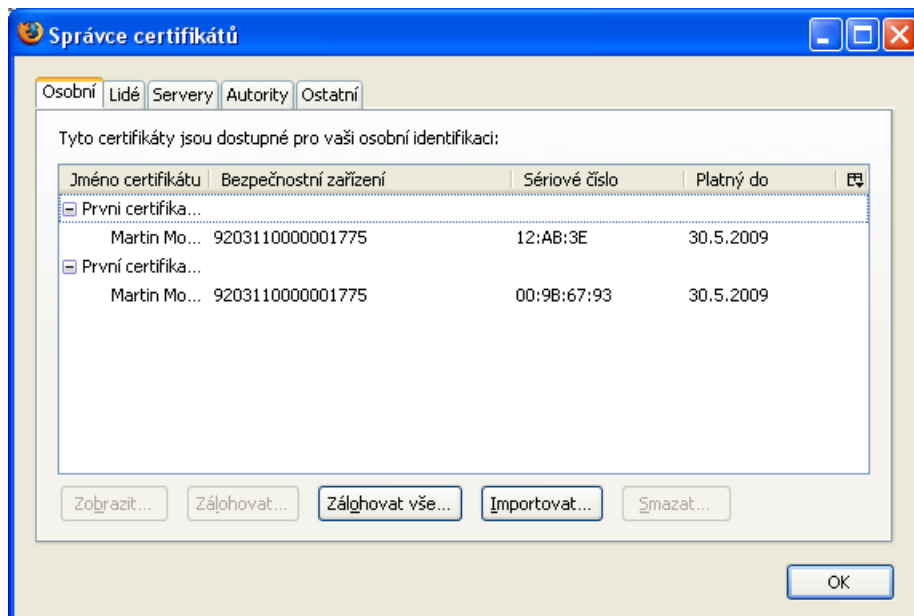 Správce certifikátů
Osobní Lidé Servery Autority Ostatní
Tyto certifikáty jsou dostupné pro vaši osobní identifikaci:
Jméno certifikátu Bezpečnostní zařízení Sériové číslo Platný do
Prvni certifika...
Martin Mo... 9203110000001775 12:AB:3E 30.5.2009
První certifika...
Martin Mo... 9203110000001775 00:9B:67:93 30.5.2009
Zobrazit... Zálohovat... Zálohovat vše... Importovat... Smazat...
OK